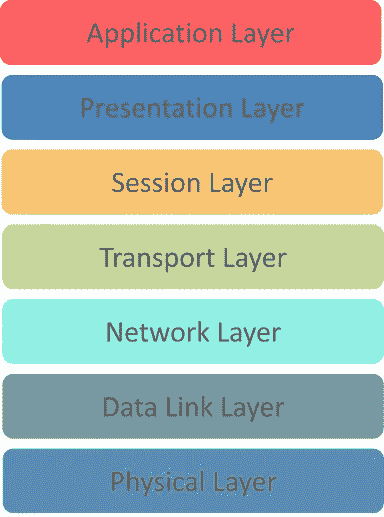 Application Layer
Presentation Layer
Session Layer
Transport Layer
Network Layer
Data Link Layer
Physical Layer